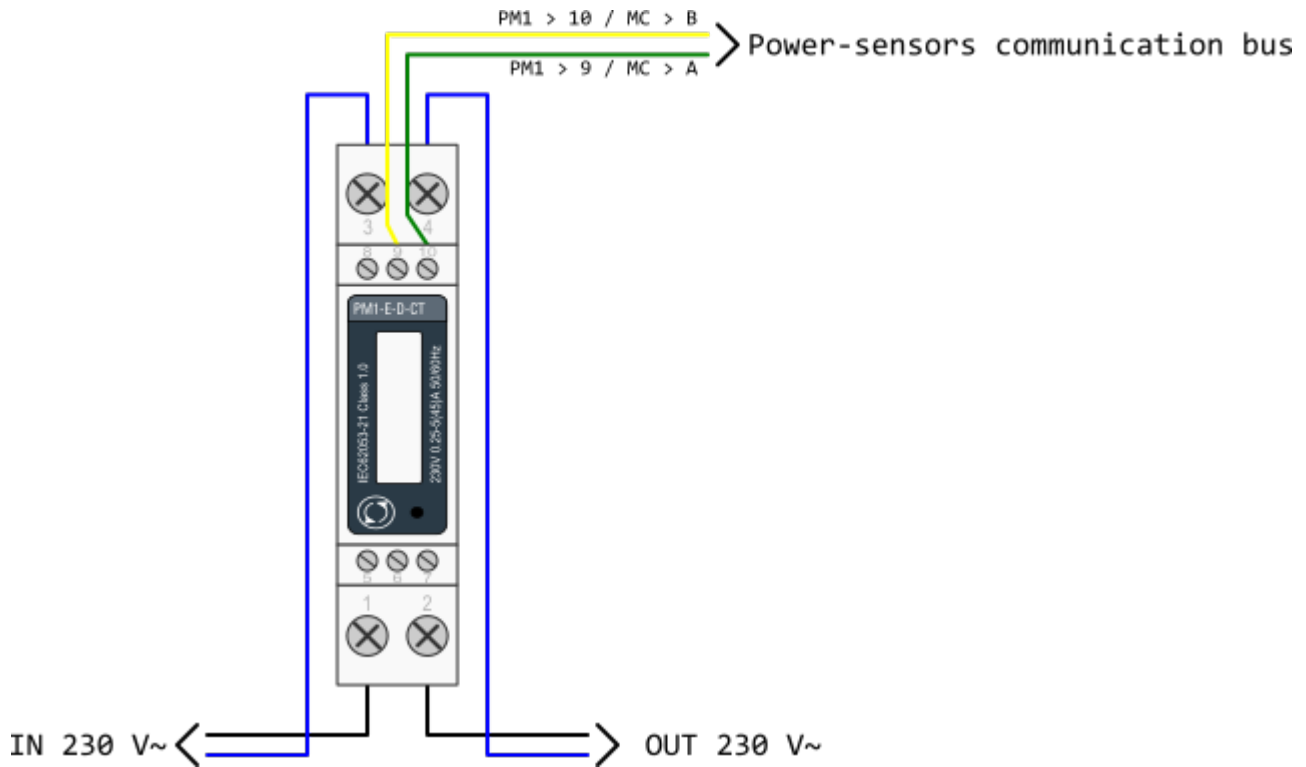 PM1 > 10 / MC > B
Power-sensors communication bus
PM1 > 9 / MC > A
3 4
8 9 10
PM1-E-D-CT
IEC62053-21 Class 1.0
230V 0.25-5(45)A 50/60Hz
5 6 7
1 2
IN 230 V~
OUT 230 V~